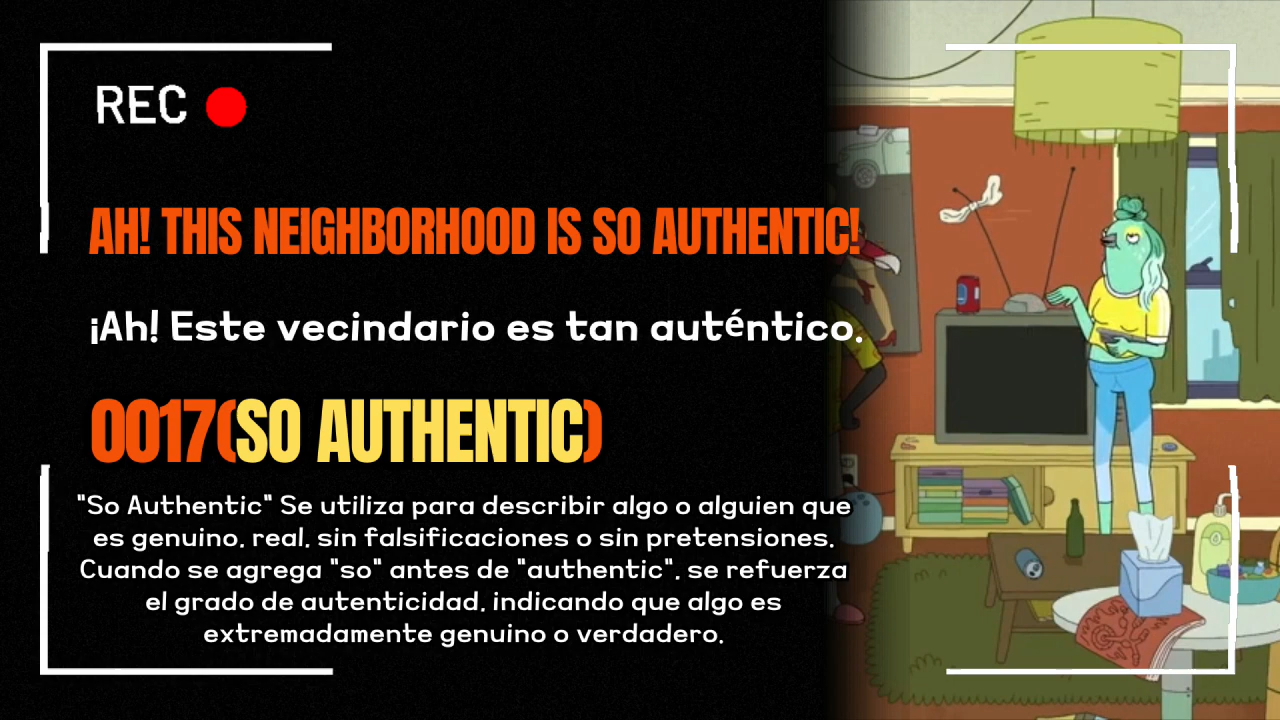 REC
AH! THIS NEIGHBORHOOD IS SO AUTHENTIC!
¡Ah! Este vecindario es tan auténtico.
0017(SO AUTHENTIC)
"So Authentic" Se utiliza para describir algo o alguien que
es genuino, real, sin falsificaciones o sin pretensiones.
Cuando se agrega "so" antes de "authentic", se refuerza
el grado de autenticidad, indicando que algo es
extremadamente genuino o verdadero.